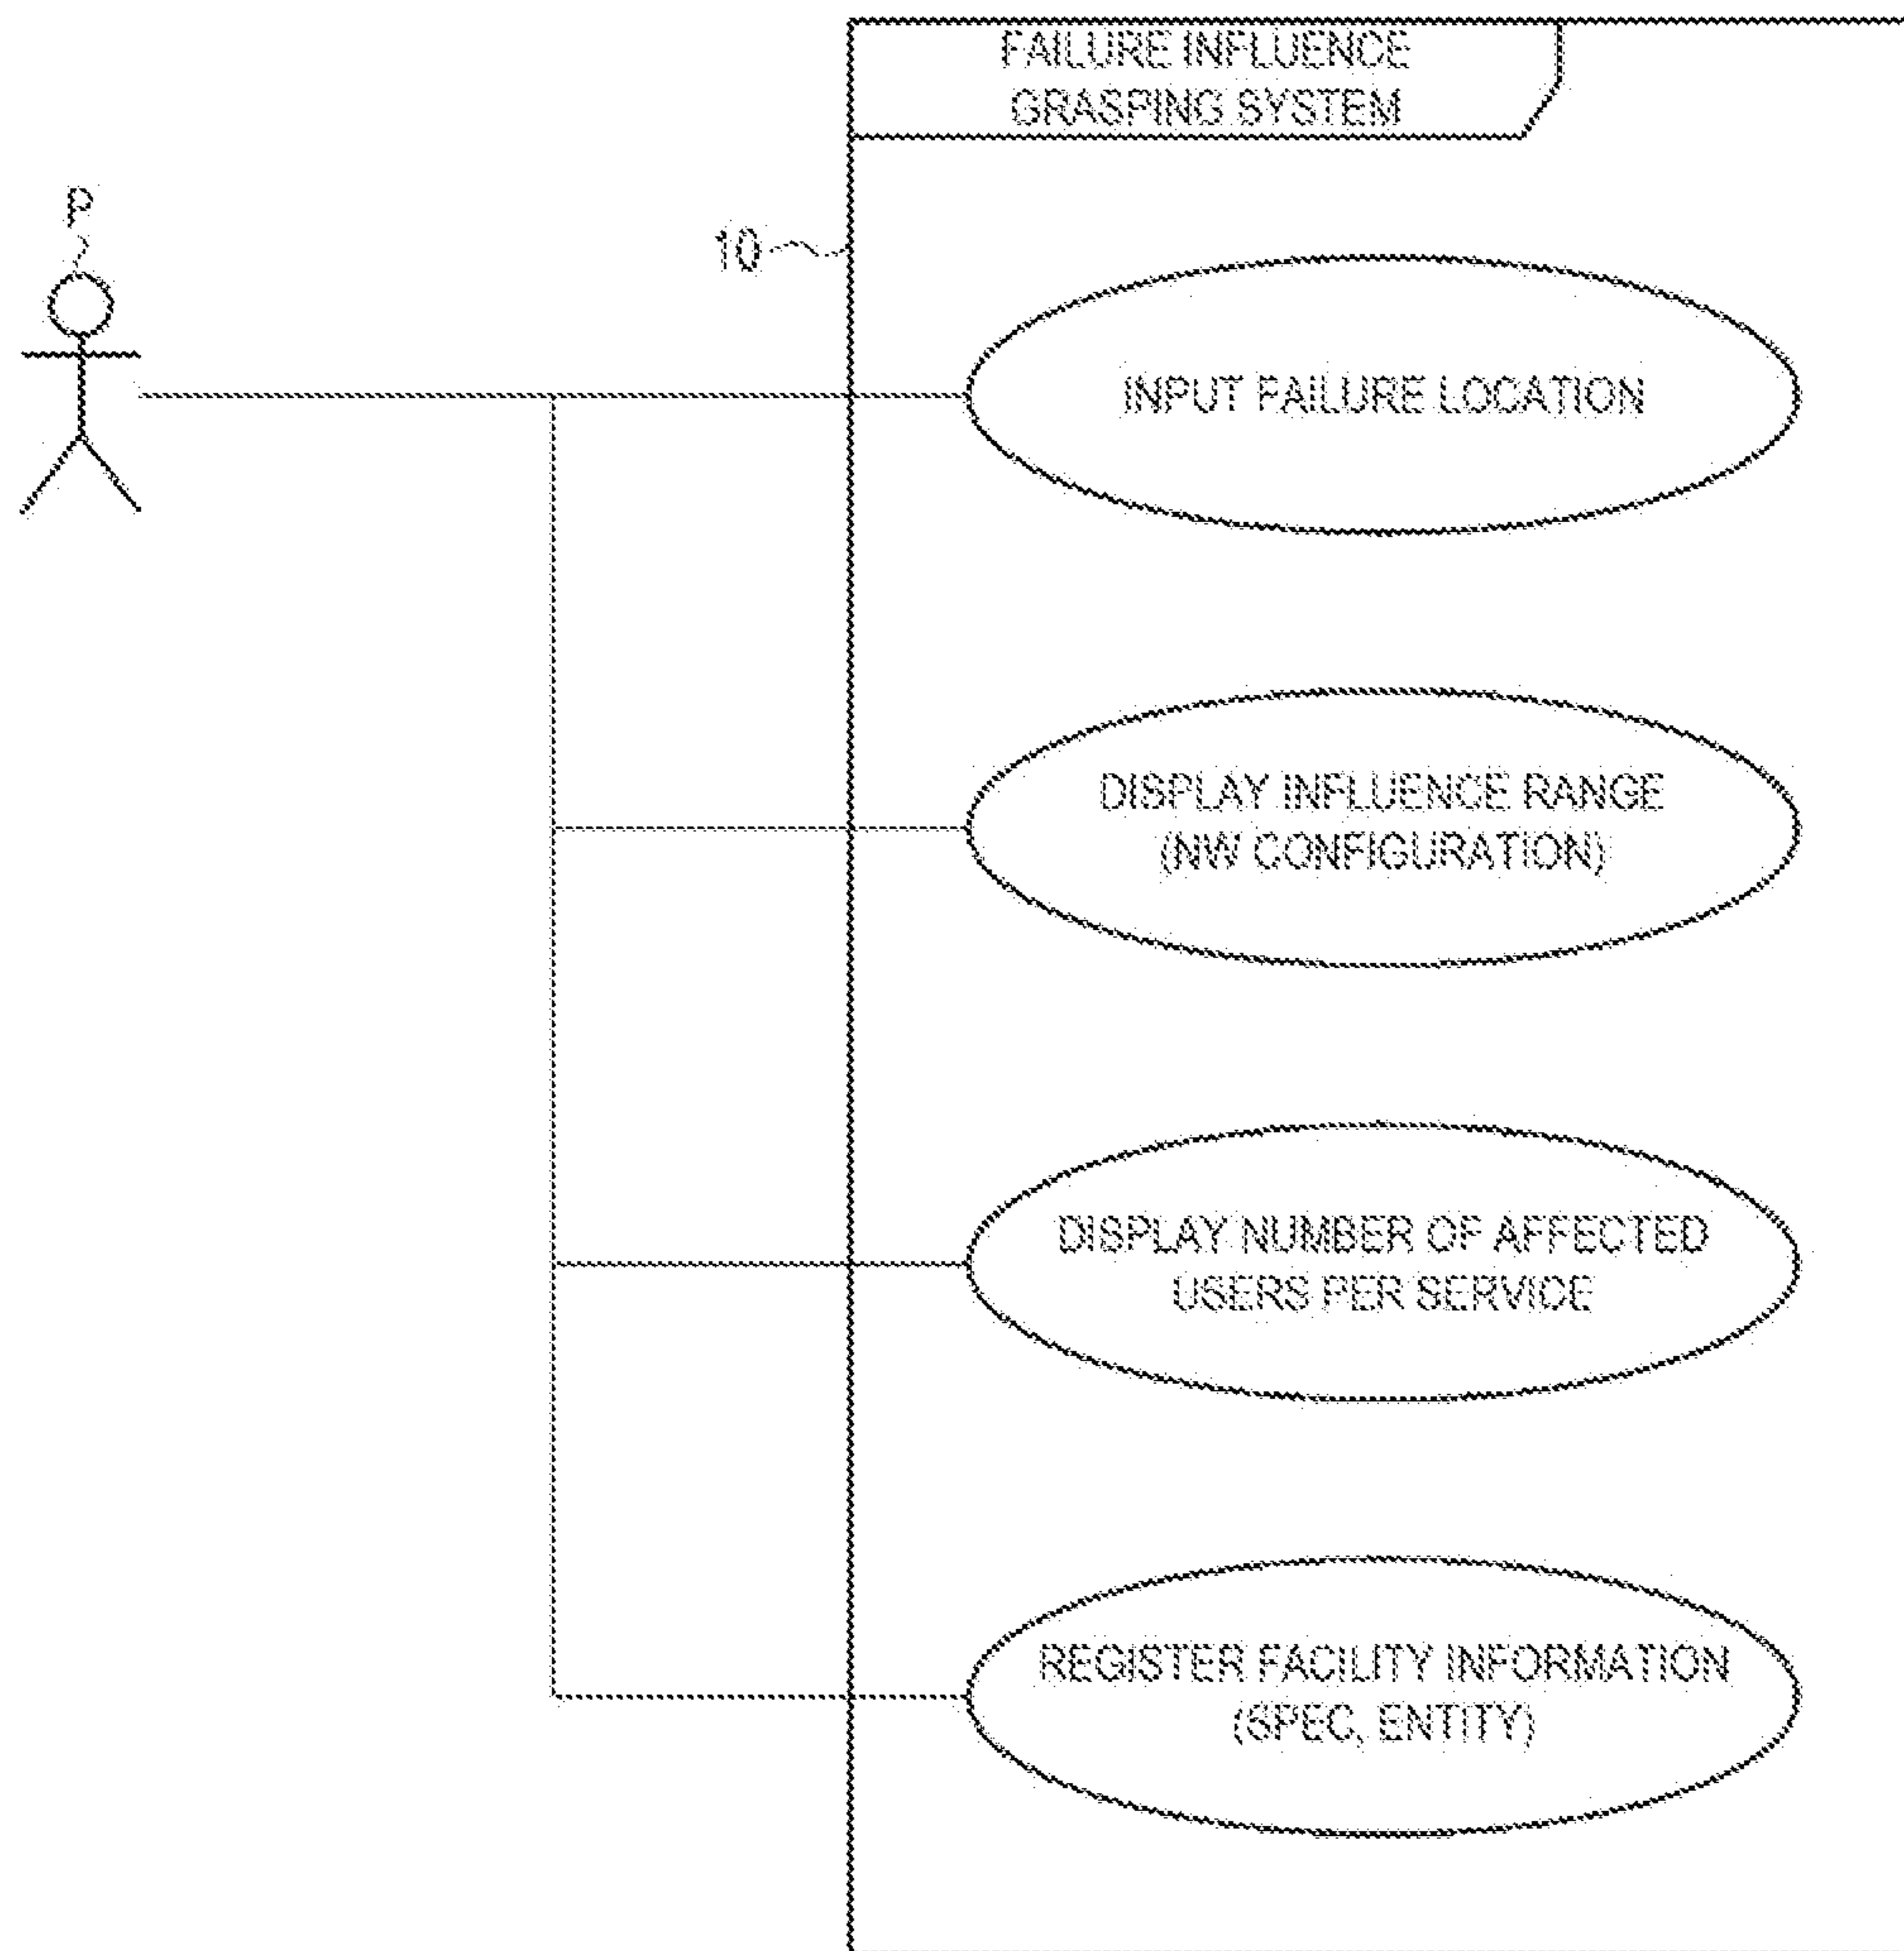 FAILURE INFLUENCE
GRASPING SYSTEM
P
10
INPUT FAILURE LOCATION
DISPLAY INFLUENCE RANGE
(NW CONFIGURATION)
DISPLAY NUMBER OF AFFECTED
USERS PER SERVICE
REGISTER FACILITY INFORMATION
(SPEC, ENTITY)